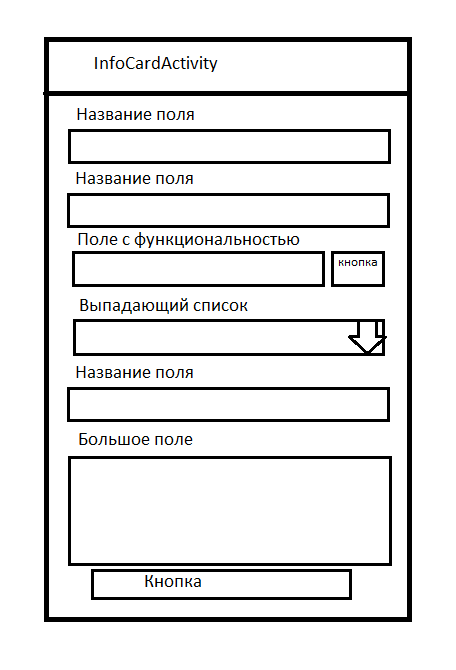 InfoCardActivity
Название поля
Название поля
Поле с функциональностью
кнопка
Выпадающий список
Название поля
Большое поле
Кнопка